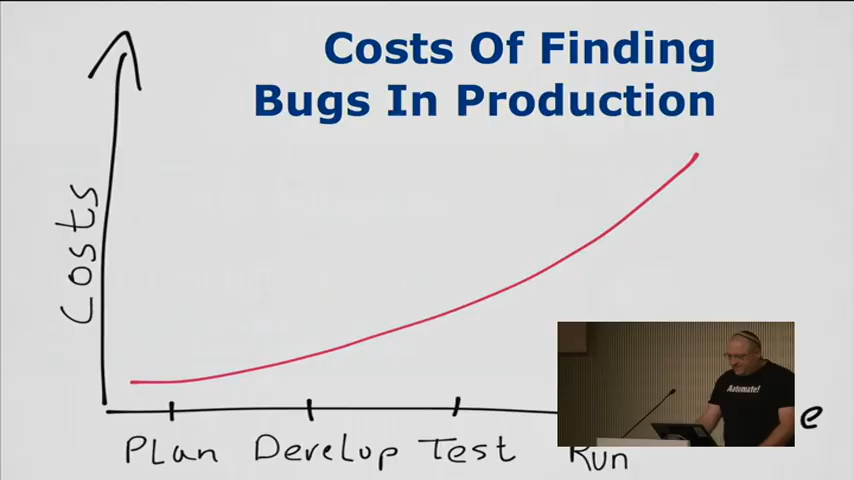 Costs Of Finding
Bugs In Production
Costs
Plan Develop Test Run
e
Automate!